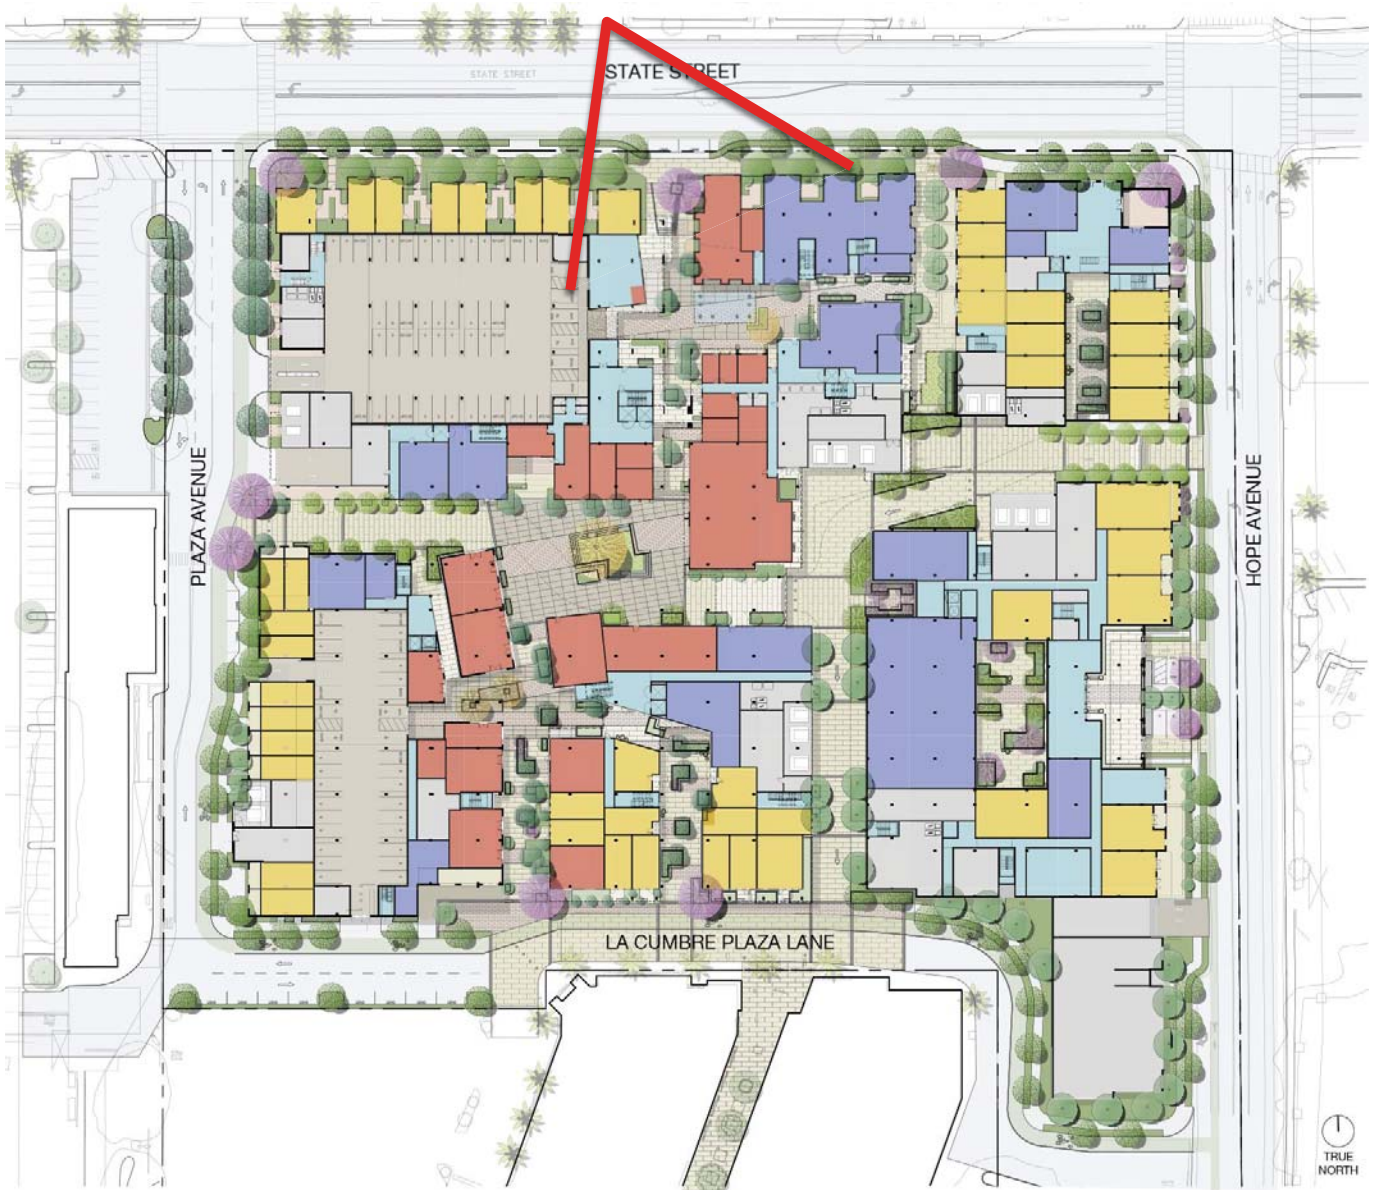 STATE STREET
STATE STREET
PLAZA AVENUE
HOPE AVENUE
LA CUMBRE PLAZA LANE
TRUE
NORTH